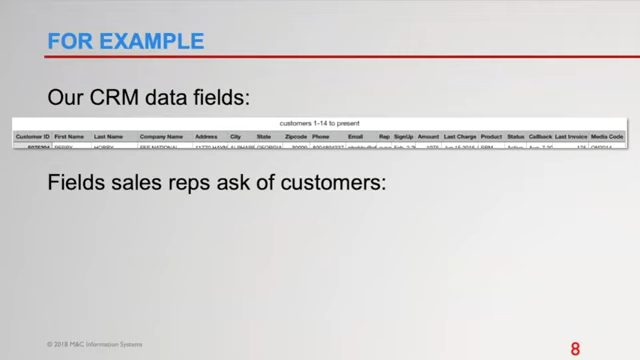 FOR EXAMPLE
Our CRM data fields:
customers 1-14 to present
Customer ID First Name Last Name Company Name Address City State Zipcode Phone Email Rep SignUp Amount Last Charge Product Status Callback Last Invoice Media Code
Fields sales reps ask of customers:
© 2018 M&C Information Systems
8